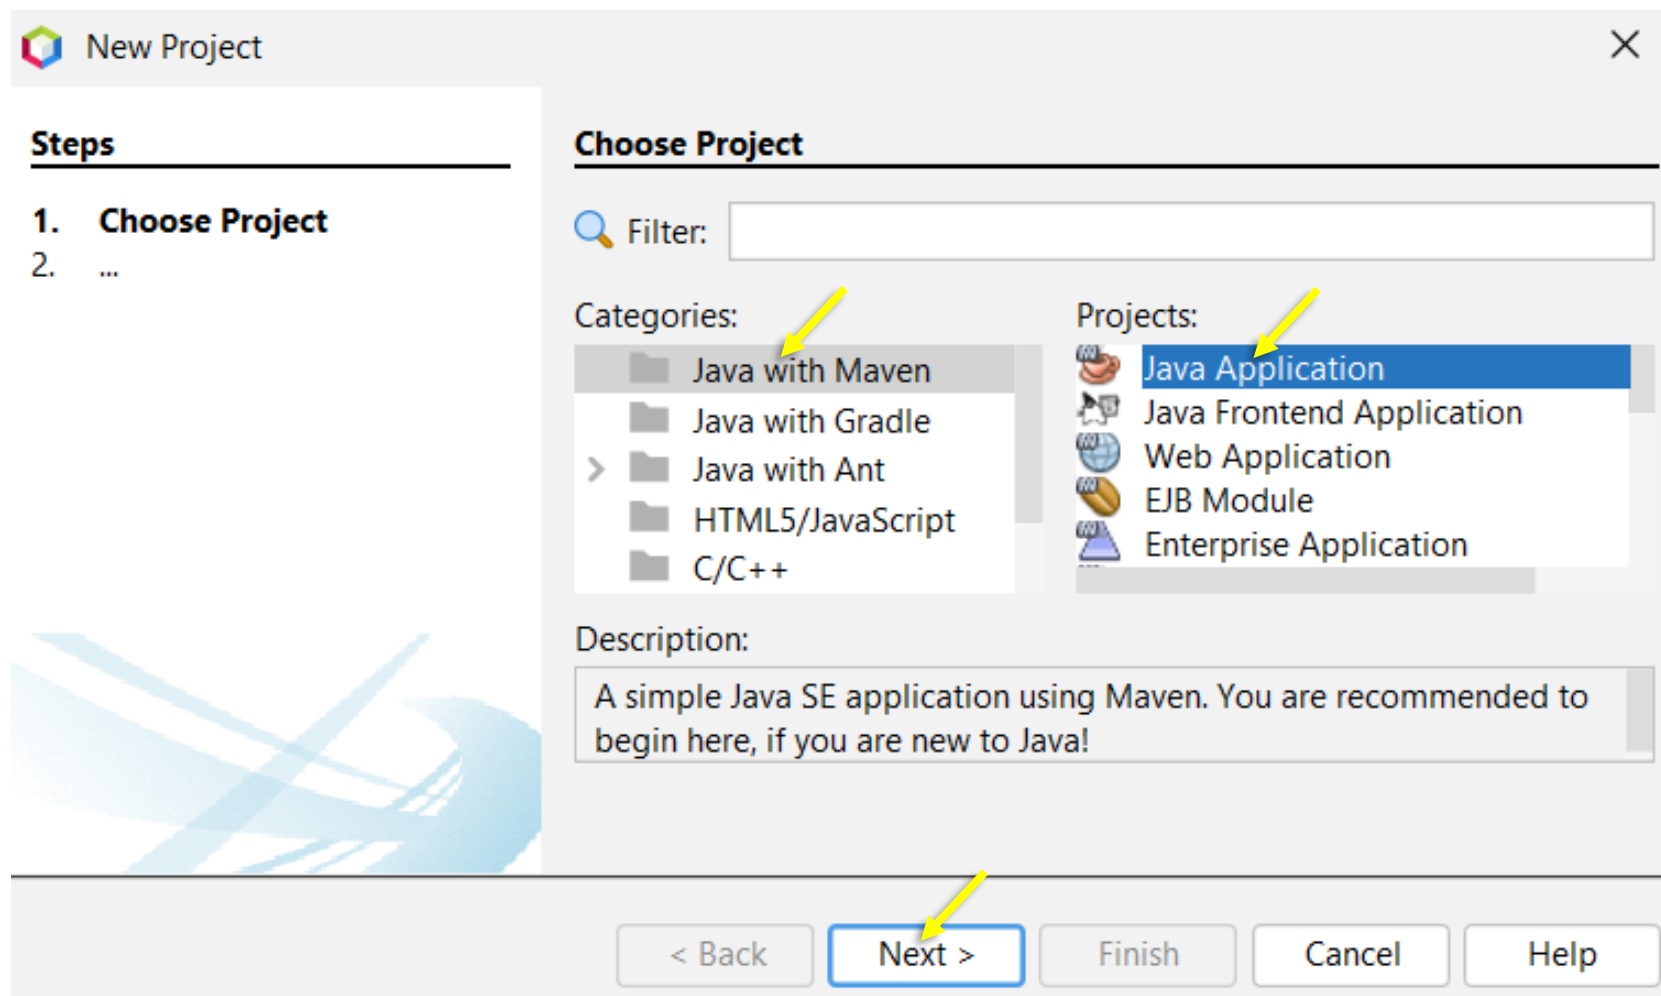 New Project
Steps
1. Choose Project
2. ...
Choose Project
Filter:
Categories:
Java with Maven
Java with Gradle
Java with Ant
HTML5/JavaScript
C/C++
Projects:
Java Application
Java Frontend Application
Web Application
EJB Module
Enterprise Application
Description:
A simple Java SE application using Maven. You are recommended to
begin here, if you are new to Java!
< Back
Next >
Finish
Cancel
Help